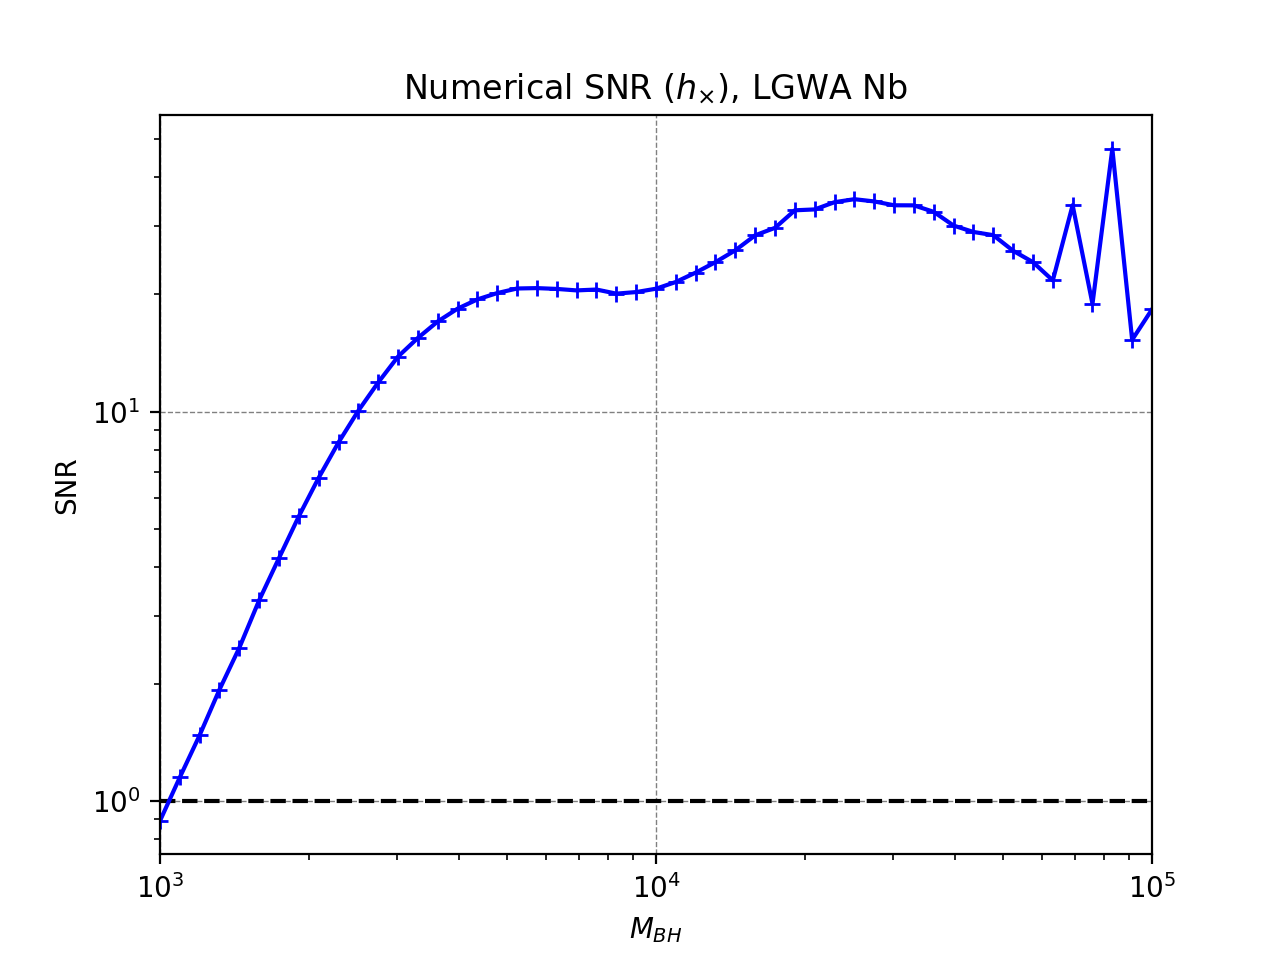 Numerical SNR (h×), LGWA Nb
SNR
10¹
10⁰
10³ 10⁴ 10⁵
M_BH